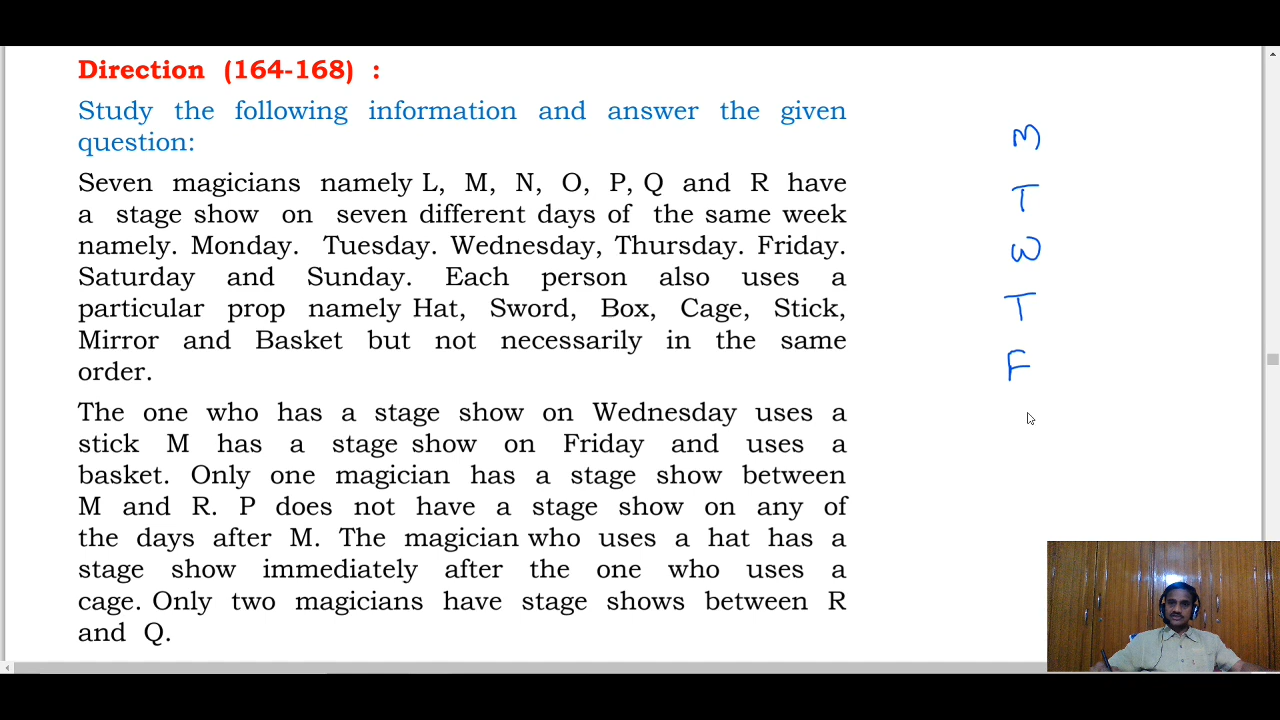 Direction (164-168) :
Study the following information and answer the given
question:
Seven magicians namely L, M, N, O, P, Q and R have
a stage show on seven different days of the same week
namely. Monday. Tuesday. Wednesday, Thursday. Friday.
Saturday and Sunday. Each person also uses a
particular prop namely Hat, Sword, Box, Cage, Stick,
Mirror and Basket but not necessarily in the same
order.
The one who has a stage show on Wednesday uses a
stick M has a stage show on Friday and uses a
basket. Only one magician has a stage show between
M and R. P does not have a stage show on any of
the days after M. The magician who uses a hat has a
stage show immediately after the one who uses a
cage. Only two magicians have stage shows between R
and Q.
M
T
W
T
F